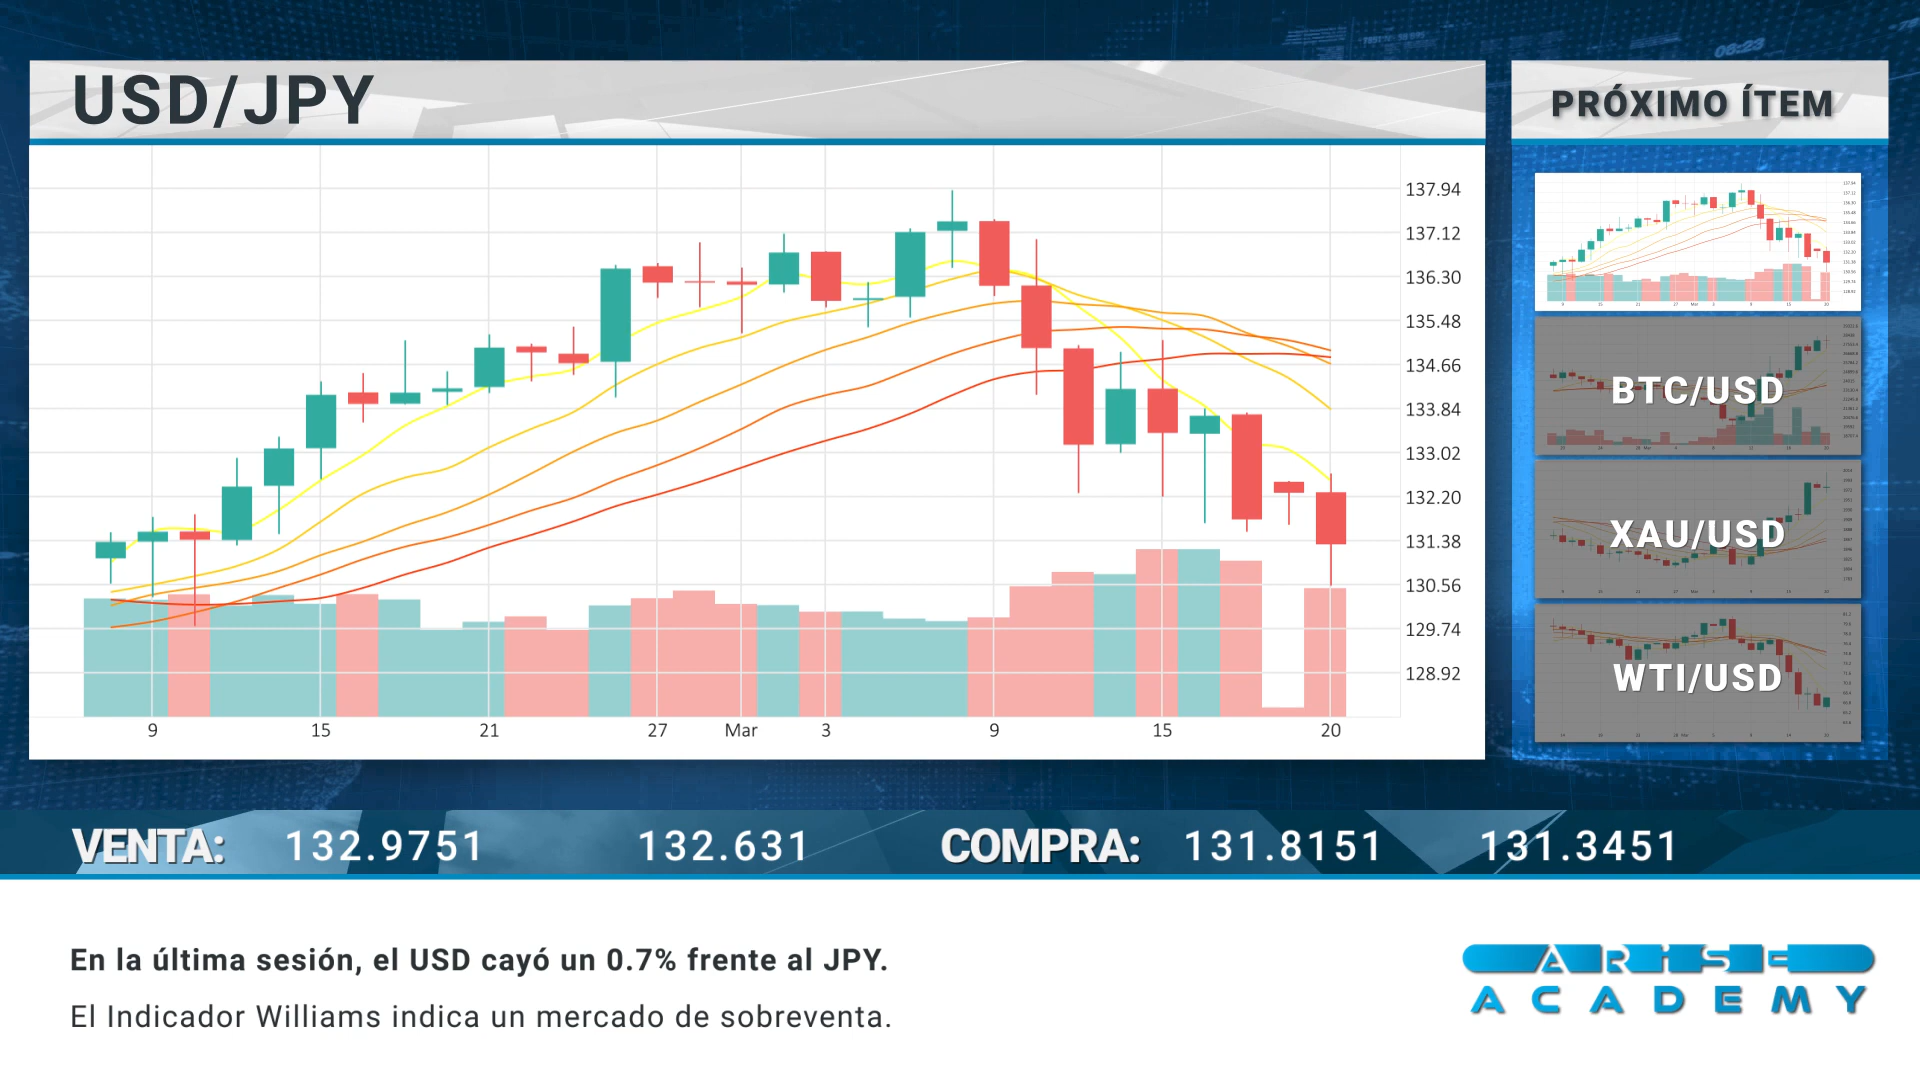 USD/JPY
PRÓXIMO ÍTEM
137.94
137.12
136.30
135.48
134.66
133.84
133.02
132.20
131.38
130.56
129.74
128.92
9 15 21 27 Mar 3 9 15 20
BTC/USD
XAU/USD
WTI/USD
VENTA: 132.9751 132.631 COMPRA: 131.8151 131.3451
En la última sesión, el USD cayó un 0.7% frente al JPY.
El Indicador Williams indica un mercado de sobreventa.
ARISE
ACADEMY